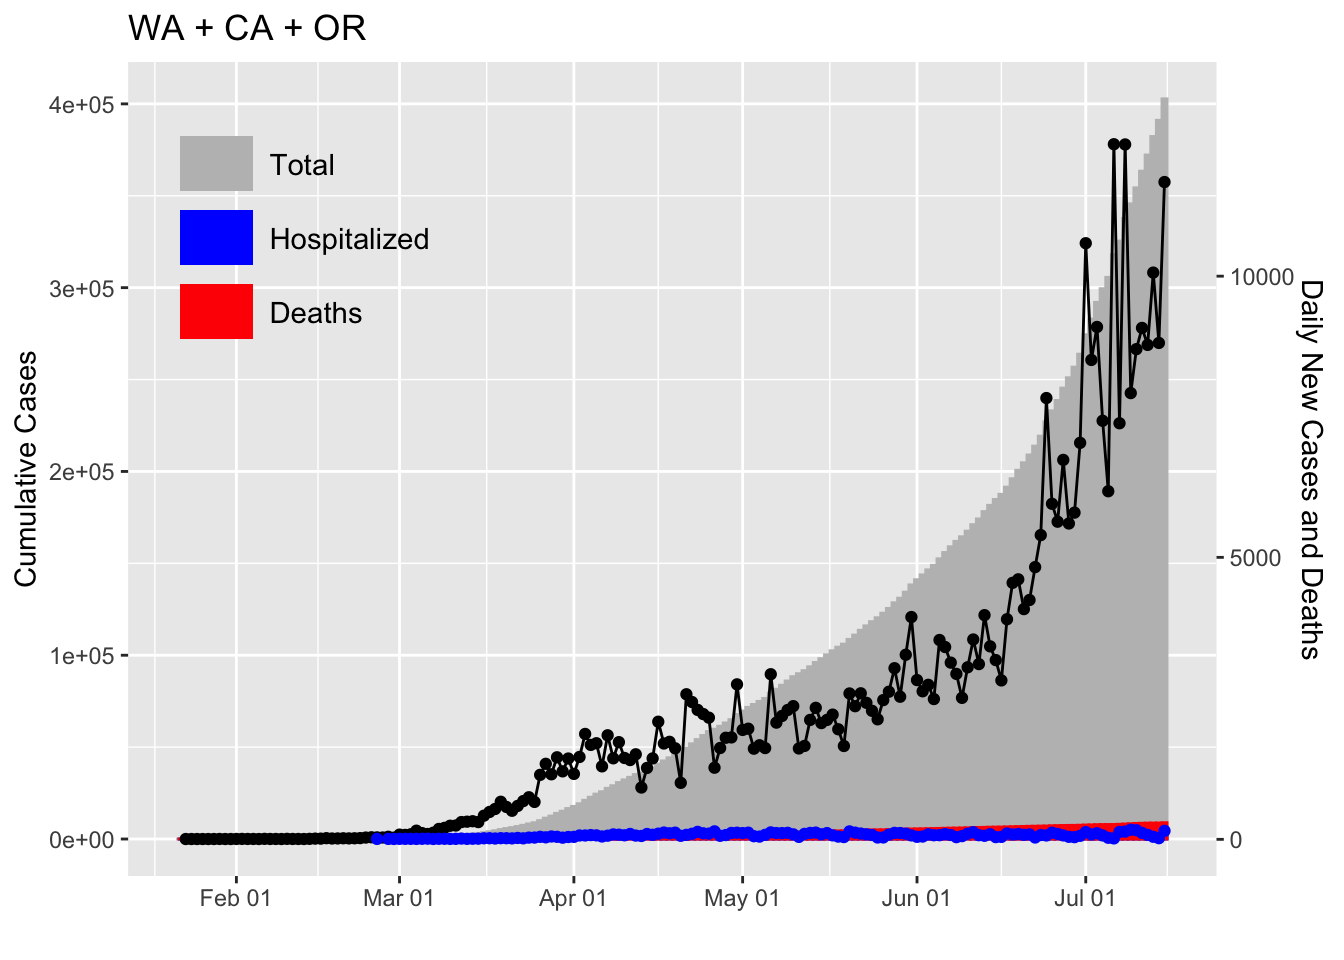 WA + CA + OR
Total
Hospitalized
Deaths
Cumulative Cases
4e+05
3e+05
2e+05
1e+05
0e+00
10000
5000
0
Daily New Cases and Deaths
Feb 01
Mar 01
Apr 01
May 01
Jun 01
Jul 01